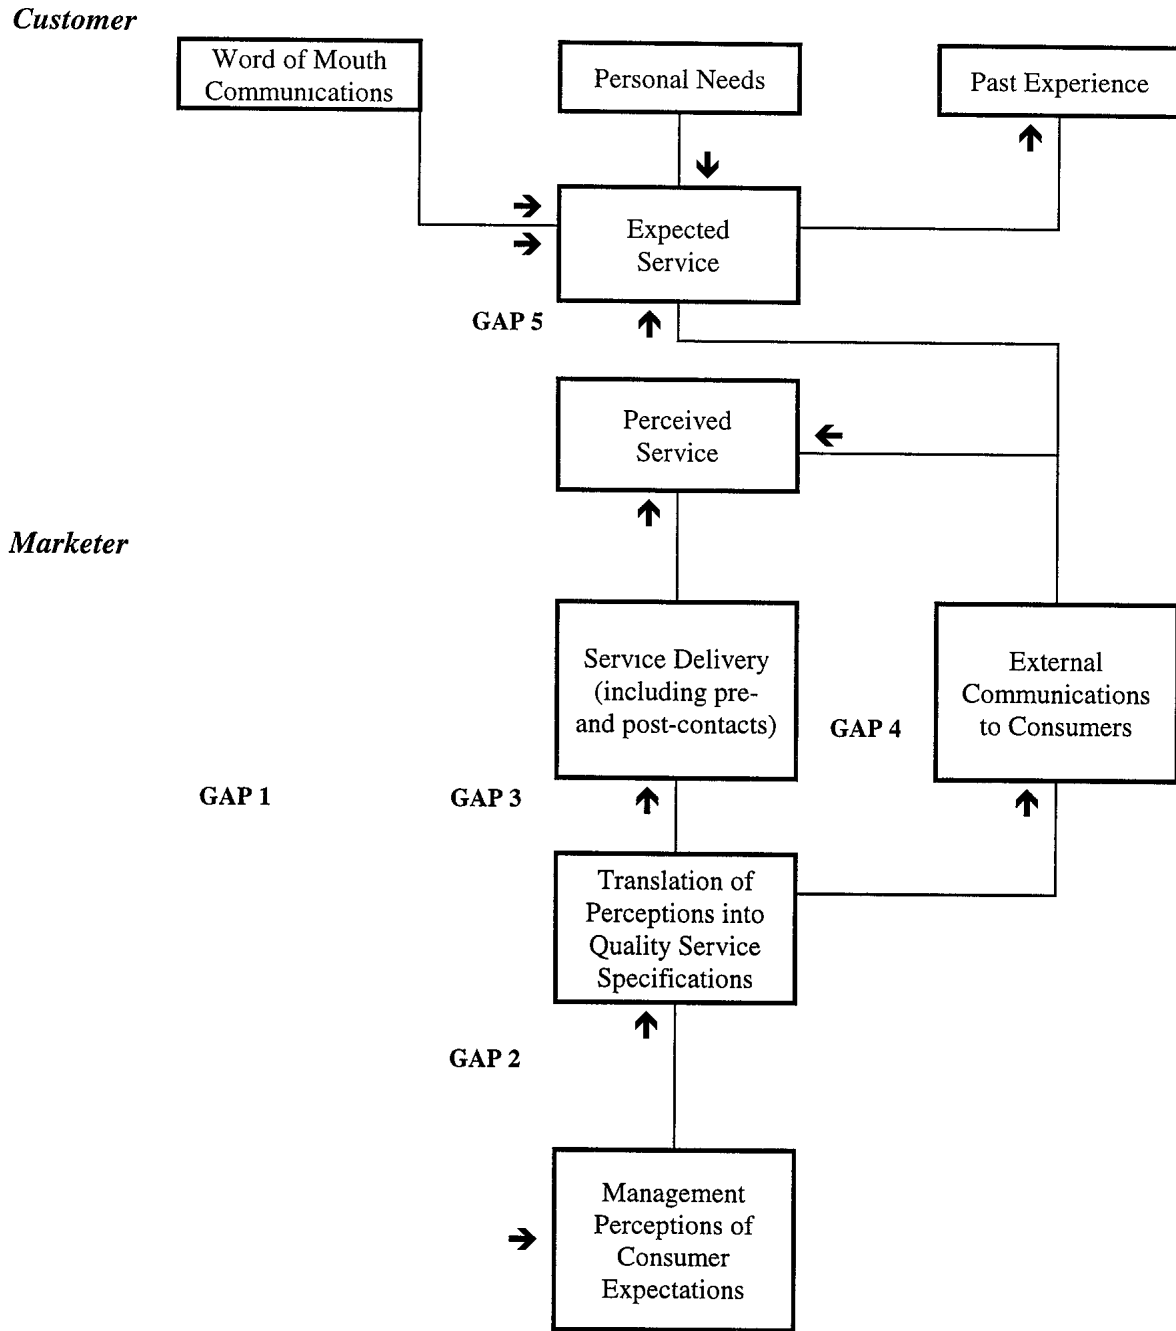 Customer
Word of Mouth
Communications
Personal Needs
Past Experience
Expected
Service
GAP 5
Perceived
Service
Marketer
Service Delivery
(including pre-
and post-contacts)
External
Communications
to Consumers
GAP 4
GAP 1
GAP 3
Translation of
Perceptions into
Quality Service
Specifications
GAP 2
Management
Perceptions of
Consumer
Expectations